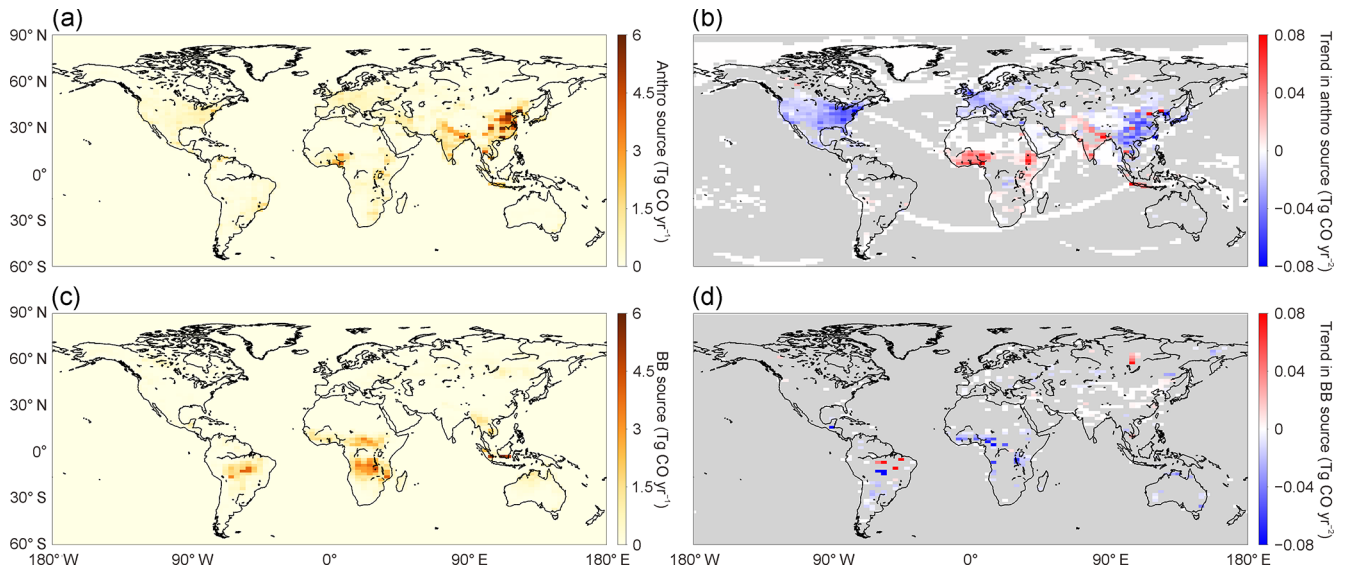 (a)
90° N
60° N
30° N
0°
30° S
60° S
6
4.5
3
1.5
0
Anthro source (Tg CO yr⁻¹)
(b)
0.08
0.04
0
−0.04
−0.08
Trend in anthro source (Tg CO yr⁻²)
(c)
90° N
60° N
30° N
0°
30° S
60° S
180° W
90° W
0°
90° E
180° E
6
4.5
3
1.5
0
BB source (Tg CO yr⁻¹)
(d)
180° W
90° W
0°
90° E
180° E
0.08
0.04
0
−0.04
−0.08
Trend in BB source (Tg CO yr⁻²)